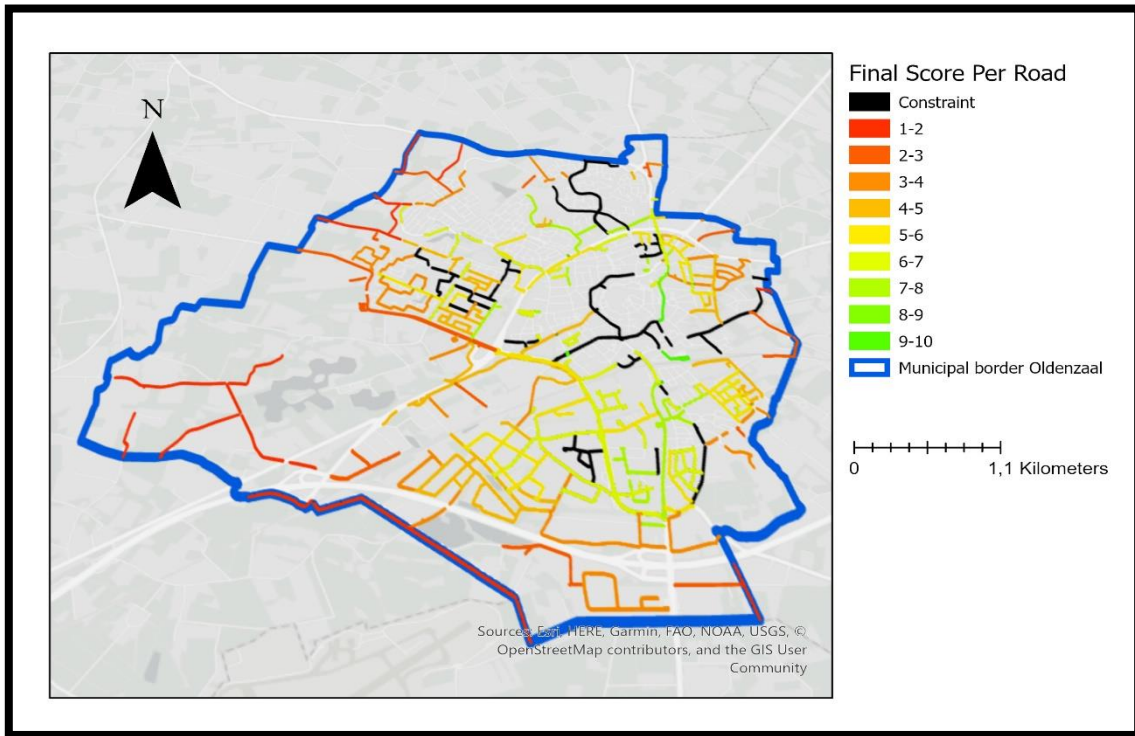 N
Final Score Per Road
Constraint
1-2
2-3
3-4
4-5
5-6
6-7
7-8
8-9
9-10
Municipal border Oldenzaal
0 1,1 Kilometers
Sources: Esri, HERE, Garmin, FAO, NOAA, USGS, ©
OpenStreetMap contributors, and the GIS User
Community